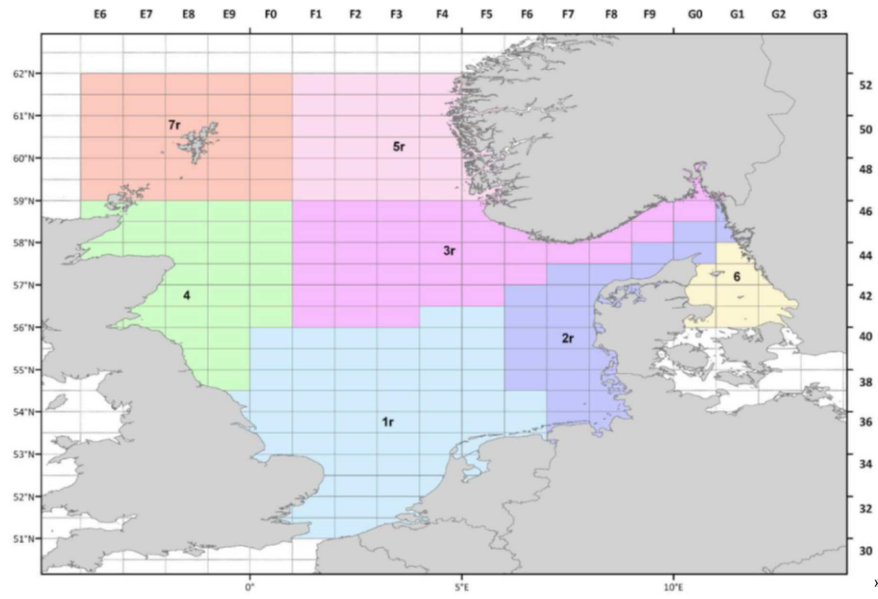 E6 E7 E8 E9 F0 F1 F2 F3 F4 F5 F6 F7 F8 F9 G0 G1 G2 G3
62°N
52
61°N
7r
50
5r
60°N
48
59°N
46
58°N
3r
44
6
57°N
4
42
56°N
2r
40
55°N
38
54°N
1r
36
53°N
34
52°N
32
51°N
30
0° 5°E 10°E
›